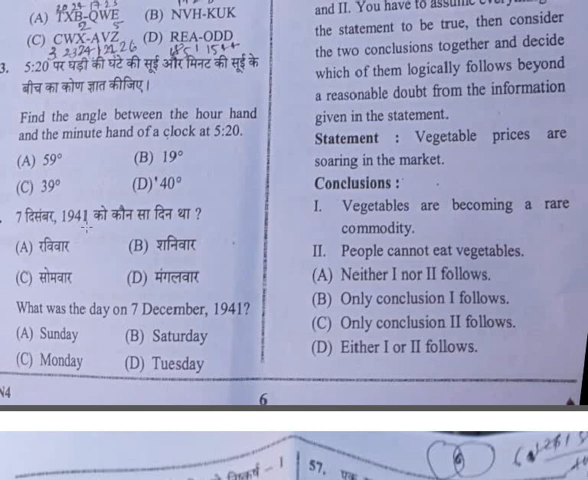 (A) TXB-QWE (B) NVH-KUK
(C) CWX-AVZ (D) REA-ODD
3. 5:20 पर घड़ी की घंटे की सूई और मिनट की सूई के
बीच का कोण ज्ञात कीजिए।
Find the angle between the hour hand
and the minute hand of a clock at 5:20.
(A) 59° (B) 19°
(C) 39° (D) 40°
7 दिसंबर, 1941 को कौन सा दिन था ?
(A) रविवार (B) शनिवार
(C) सोमवार (D) मंगलवार
What was the day on 7 December, 1941?
(A) Sunday (B) Saturday
(C) Monday (D) Tuesday
N4
6
and II. You have to assume
the statement to be true, then consider
the two conclusions together and decide
which of them logically follows beyond
a reasonable doubt from the information
given in the statement.
Statement : Vegetable prices are
soaring in the market.
Conclusions :
I. Vegetables are becoming a rare
commodity.
II. People cannot eat vegetables.
(A) Neither I nor II follows.
(B) Only conclusion I follows.
(C) Only conclusion II follows.
(D) Either I or II follows.
निष्कर्ष – I
57. एक